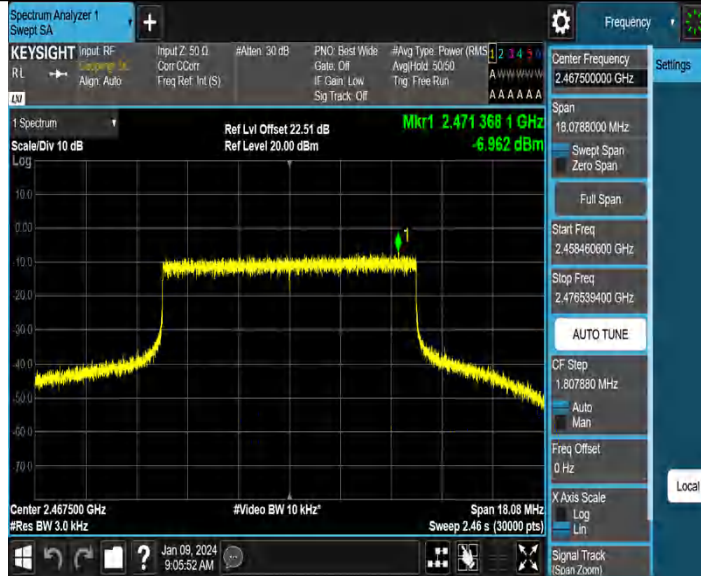 Spectrum Analyzer 1
Swept SA
+
Frequency
KEYSIGHT
RL
Input: RF
Coupling: DC
Align: Auto
Input Z: 50 Ω
Corr CCorr
Freq Ref: Int (S)
#Atten: 30 dB
PNO: Best Wide
Gate: Off
IF Gain: Low
Sig Track: Off
#Avg Type: Power (RMS
Avg|Hold: 50/50
Trig: Free Run
1 2 3 4 5 6
A W W W W W
A A A A A A
1 Spectrum
Scale/Div 10 dB
Log
Ref Lvl Offset 22.51 dB
Ref Level 20.00 dBm
Mkr1 2.471 368 1 GHz
-6.962 dBm
10.0
0.00
-10.0
-20.0
-30.0
-40.0
-50.0
-60.0
-70.0
1
Center 2.467500 GHz
#Res BW 3.0 kHz
#Video BW 10 kHz*
Span 18.08 MHz
Sweep 2.46 s (30000 pts)
Jan 09, 2024
9:05:52 AM
?
Center Frequency
2.467500000 GHz
Settings
Span
18.0788000 MHz
Swept Span
Zero Span
Full Span
Start Freq
2.458460600 GHz
Stop Freq
2.476539400 GHz
AUTO TUNE
CF Step
1.807880 MHz
Auto
Man
Freq Offset
0 Hz
X Axis Scale
Log
Lin
Local
Signal Track
(Span Zoom)